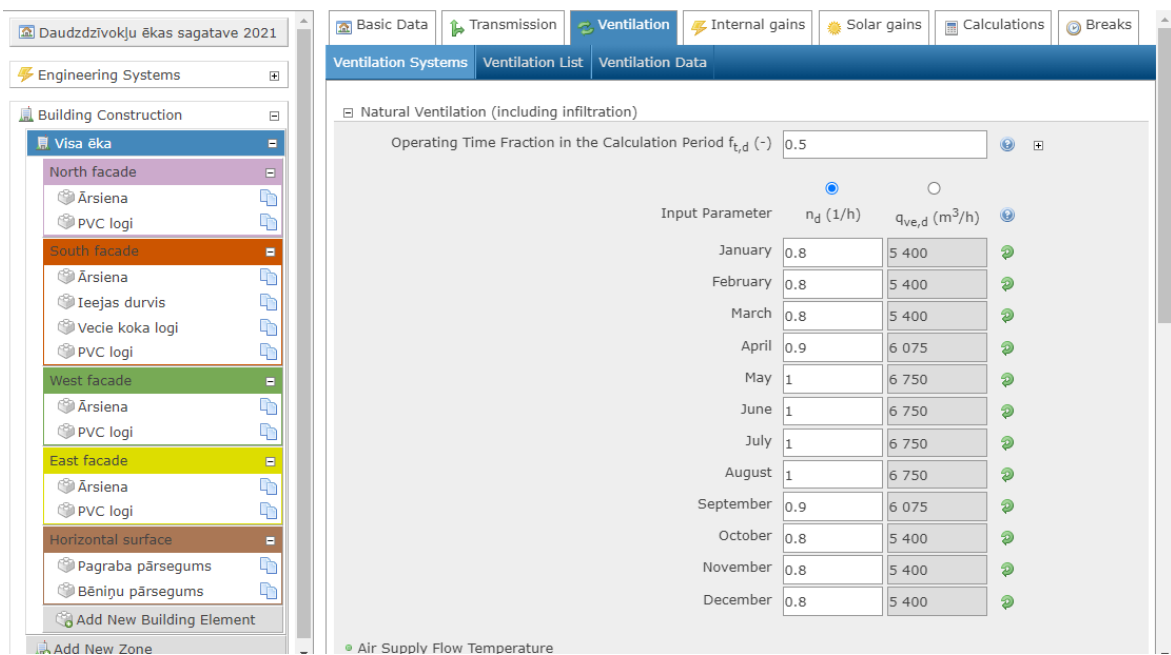 Daudzdzīvokļu ēkas sagatave 2021
Engineering Systems
Building Construction
Visa ēka
North facade
Ārsiena
PVC logi
South facade
Ārsiena
Ieejas durvis
Vecie koka logi
PVC logi
West facade
Ārsiena
PVC logi
East facade
Ārsiena
PVC logi
Horizontal surface
Pagraba pārsegums
Bēniņu pārsegums
Add New Building Element
Add New Zone
Basic Data Transmission Ventilation Internal gains Solar gains Calculations Breaks
Ventilation Systems Ventilation List Ventilation Data
Natural Ventilation (including infiltration)
Operating Time Fraction in the Calculation Period f_t,d (-) 0.5
Input Parameter n_d (1/h) q_ve,d (m³/h)
January 0.8 5 400
February 0.8 5 400
March 0.8 5 400
April 0.9 6 075
May 1 6 750
June 1 6 750
July 1 6 750
August 1 6 750
September 0.9 6 075
October 0.8 5 400
November 0.8 5 400
December 0.8 5 400
Air Supply Flow Temperature